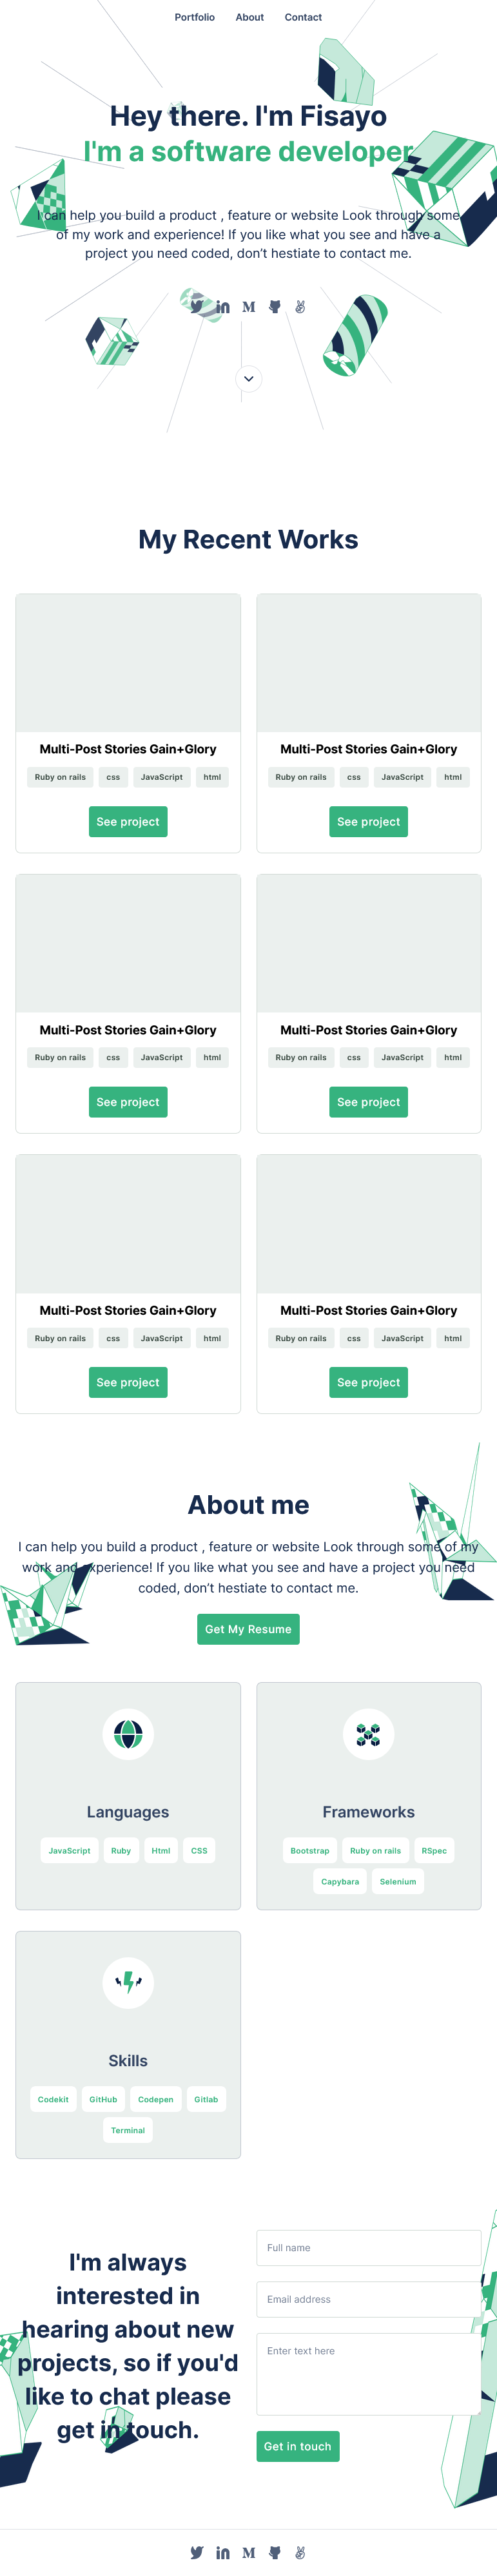 Portfolio About Contact
Hey there. I'm Fisayo
I'm a software developer
I can help you build a product , feature or website Look through some
of my work and experience! If you like what you see and have a
project you need coded, don’t hestiate to contact me.
My Recent Works
Multi-Post Stories Gain+Glory
Ruby on rails css JavaScript html
See project
Multi-Post Stories Gain+Glory
Ruby on rails css JavaScript html
See project
Multi-Post Stories Gain+Glory
Ruby on rails css JavaScript html
See project
Multi-Post Stories Gain+Glory
Ruby on rails css JavaScript html
See project
Multi-Post Stories Gain+Glory
Ruby on rails css JavaScript html
See project
Multi-Post Stories Gain+Glory
Ruby on rails css JavaScript html
See project
About me
I can help you build a product , feature or website Look through some of my
work and experience! If you like what you see and have a project you need
coded, don’t hestiate to contact me.
Get My Resume
Languages
JavaScript Ruby Html CSS
Frameworks
Bootstrap Ruby on rails RSpec
Capybara Selenium
Skills
Codekit GitHub Codepen Gitlab
Terminal
I'm always
interested in
hearing about new
projects, so if you'd
like to chat please
get in touch.
Full name
Email address
Enter text here
Get in touch